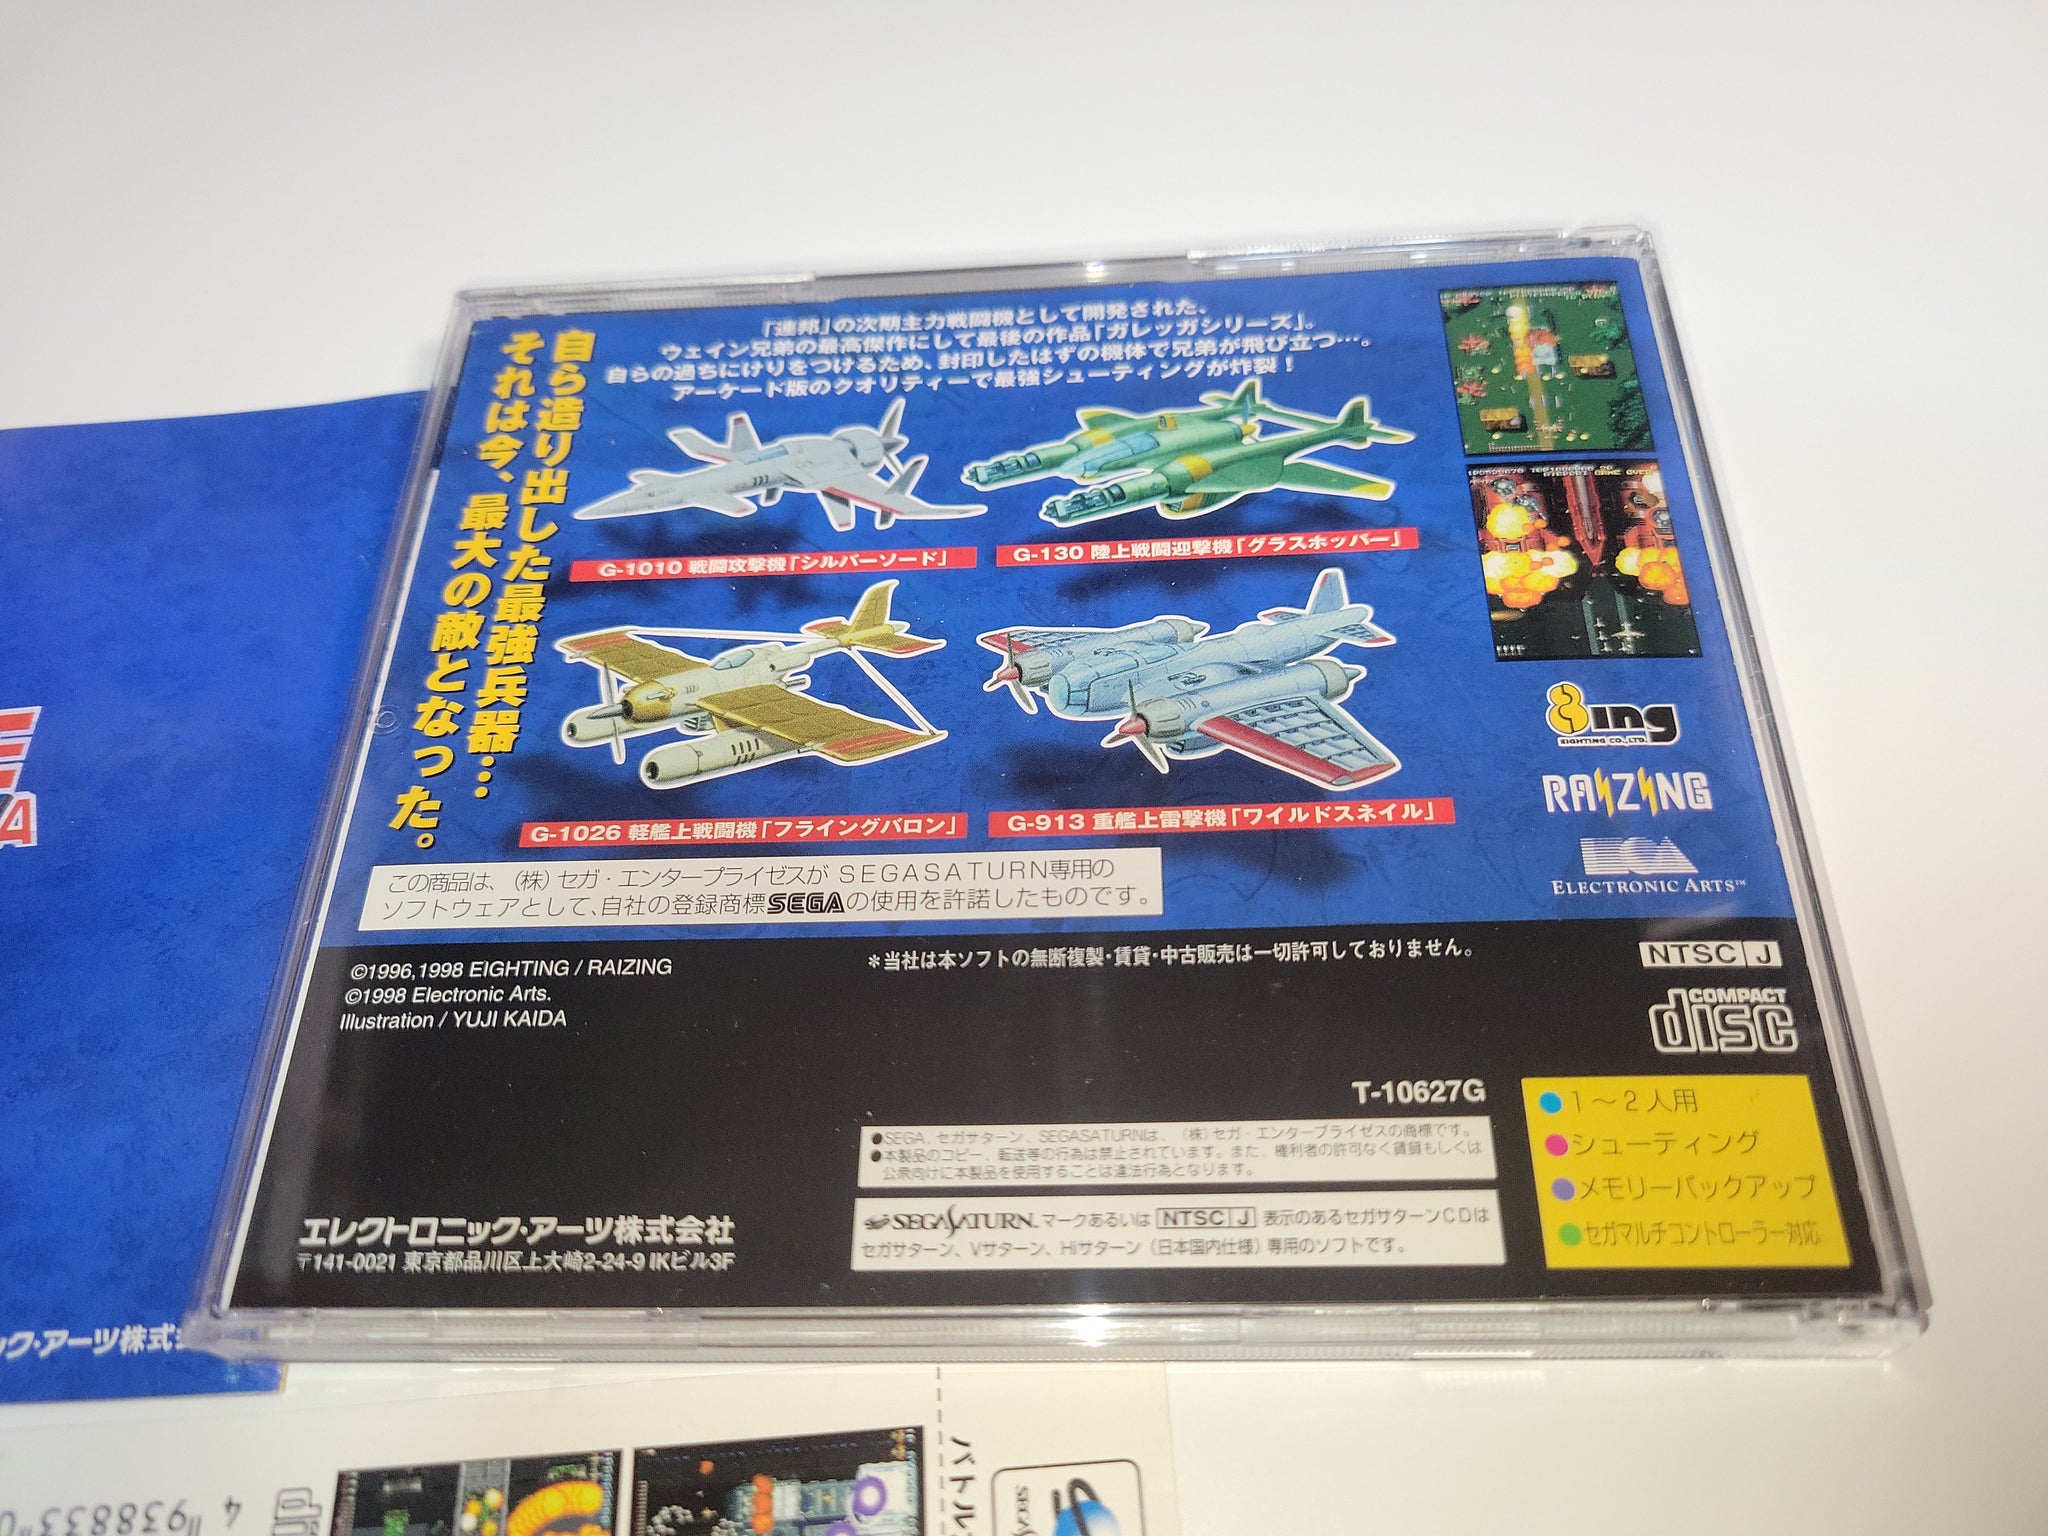 「連邦」の次期主力戦闘機として開発された、
ウェイン兄弟の最高傑作にして最後の作品「ガレッガシリーズ」。
自らの過ちにけりをつけるため、封印したはずの機体で兄弟が飛び立つ…。
アーケード版のクオリティーで最強シューティングが炸裂！
自ら造り出した最強兵器…
それは今、最大の敵となった。
G-1010 戦闘攻撃機「シルバーソード」
G-130 陸上戦闘迎撃機「グラスホッパー」
G-1026 軽艦上戦闘機「フライングバロン」
G-913 重艦上雷撃機「ワイルドスネイル」
8ing
EIGHTING CO.,LTD.
RAIZING
EA
ELECTRONIC ARTS™
この商品は、（株）セガ・エンタープライゼスがSEGASATURN専用の
ソフトウェアとして、自社の登録商標SEGAの使用を許諾したものです。
©1996,1998 EIGHTING / RAIZING
©1998 Electronic Arts.
Illustration / YUJI KAIDA
＊当社は本ソフトの無断複製・賃貸・中古販売は一切許可しておりません。
NTSC J
COMPACT
disc
T-10627G
●SEGA、セガサターン、SEGASATURNは、（株）セガ・エンタープライゼスの商標です。
●本製品のコピー、転送等の行為は禁止されています。また、権利者の許可なく賃貸もしくは
公衆向けに本製品を使用することは違法行為となります。
SEGASATURN マークあるいは NTSC J 表示のあるセガサターンCDは
セガサターン、Vサターン、Hiサターン（日本国内仕様）専用のソフトです。
1～2人用
シューティング
メモリーバックアップ
セガマルチコントローラー対応
エレクトロニック・アーツ株式会社
〒141-0021 東京都品川区上大崎2-24-9 IKビル3F
ック・アーツ株式
バトル
4 938833 0